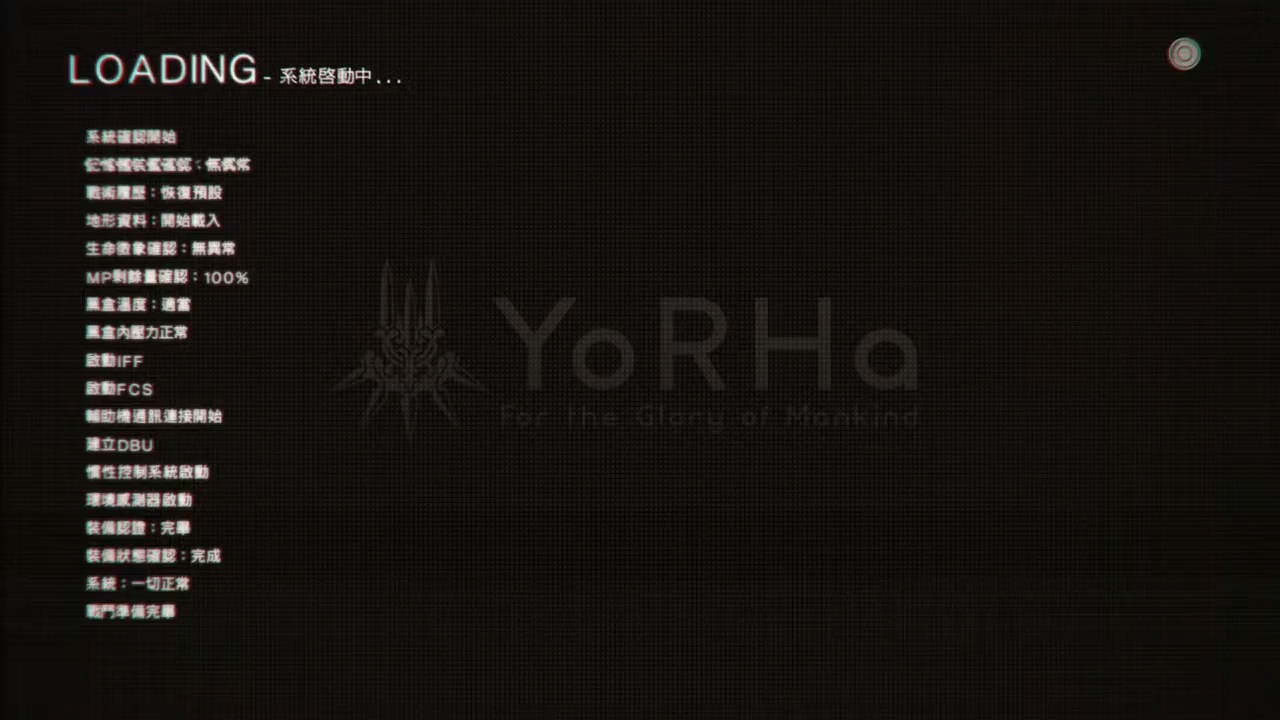 LOADING - 系統啓動中...
系統確認開始
記憶體裝置確認：無異常
戰術履歷：恢復預設
地形資料：開始載入
生命徵象確認：無異常
MP剩餘量確認：100%
黑盒溫度：適當
黑盒內壓力正常
啟動IFF
啟動FCS
輔助機通訊連接開始
建立DBU
慣性控制系統啟動
環境感測器啟動
裝備認證：完畢
裝備狀態確認：完成
系統：一切正常
戰鬥準備完畢
YoRHa
For the Glory of Mankind